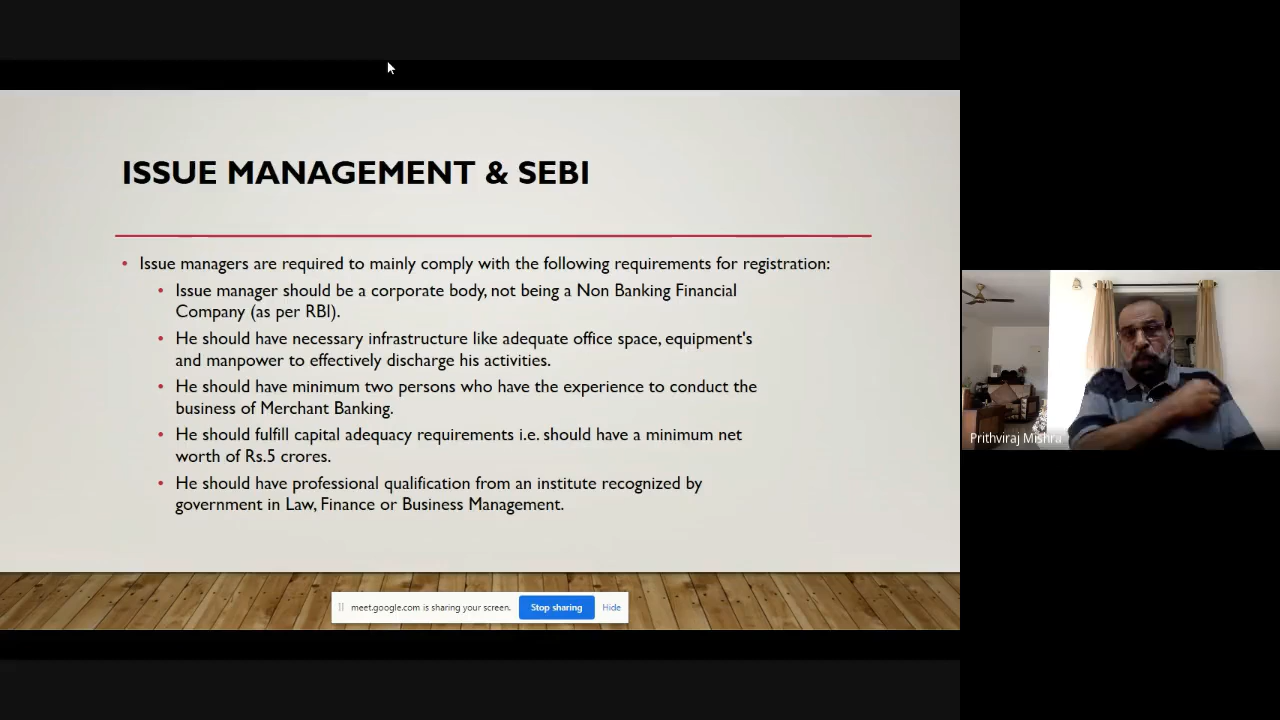 ISSUE MANAGEMENT & SEBI
• Issue managers are required to mainly comply with the following requirements for registration:
• Issue manager should be a corporate body, not being a Non Banking Financial
Company (as per RBI).
• He should have necessary infrastructure like adequate office space, equipment's
and manpower to effectively discharge his activities.
• He should have minimum two persons who have the experience to conduct the
business of Merchant Banking.
• He should fulfill capital adequacy requirements i.e. should have a minimum net
worth of Rs.5 crores.
• He should have professional qualification from an institute recognized by
government in Law, Finance or Business Management.
meet.google.com is sharing your screen.
Stop sharing
Hide
Prithviraj Mishra